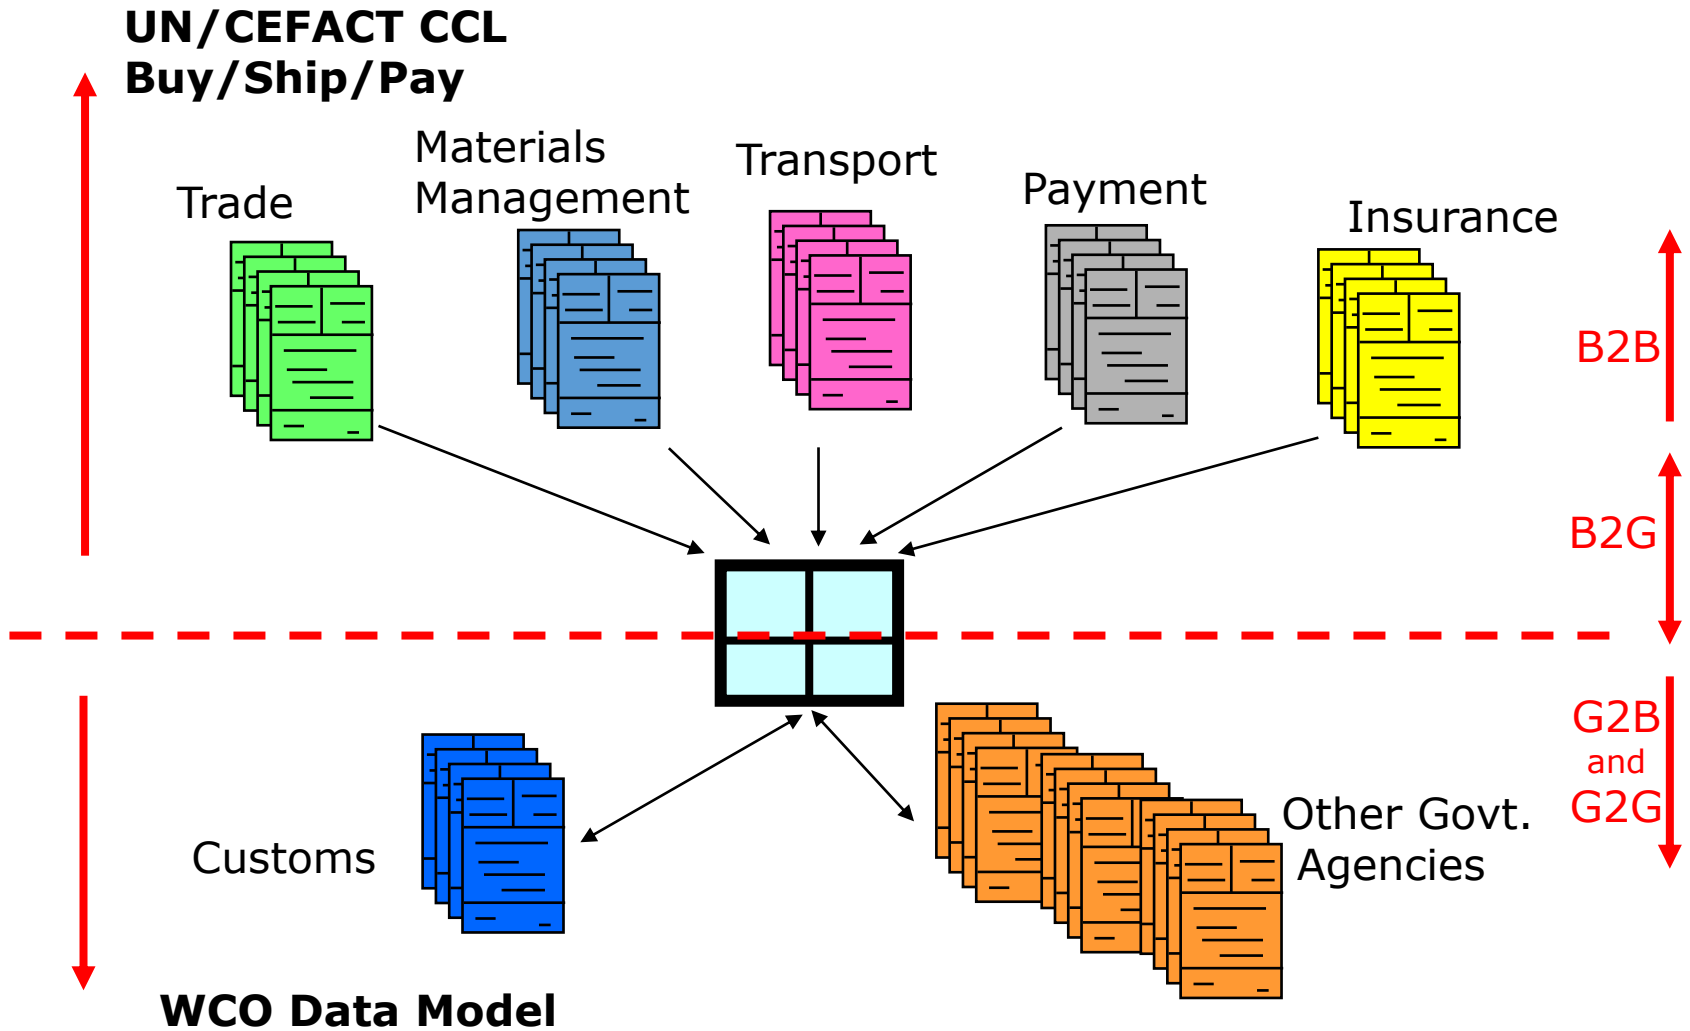 UN/CEFACT CCL
Buy/Ship/Pay
Trade
Materials
Management
Transport
Payment
Insurance
B2B
B2G
G2B
and
G2G
Customs
Other Govt.
Agencies
WCO Data Model